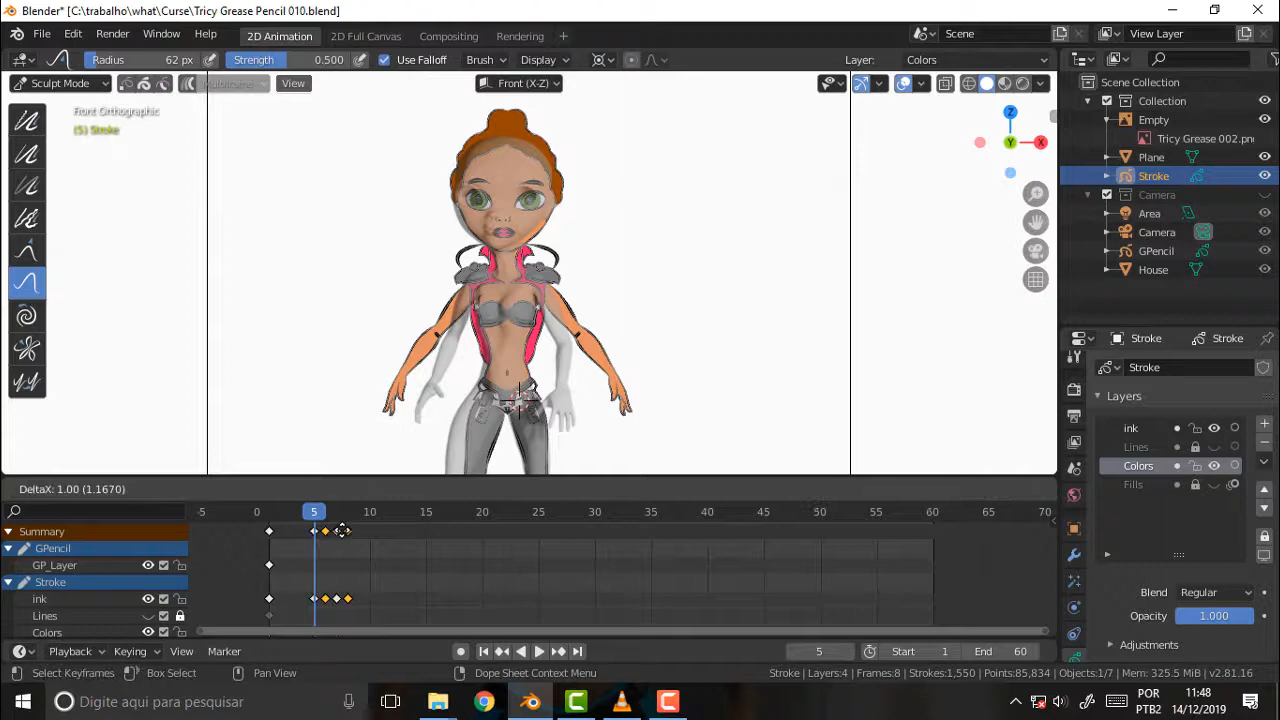 Blender* [C:\trabalho\what\Curse\Tricy Grease Pencil 010.blend]
File Edit Render Window Help 2D Animation 2D Full Canvas Compositing Rendering Scene View Layer
Radius 62 px Strength 0.500 Use Falloff Brush Display Layer: Colors
Sculpt Mode Multiframe View Front (X-Z)
Scene Collection
Front Orthographic
(5) Stroke
Z
Y
X
Collection
Empty
Tricy Grease 002.pn
Plane
Stroke
Camera
Area
Camera
GPencil
House
Stroke Stroke
Stroke
Layers
ink
Lines
Colors
Fills
Blend Regular
Opacity 1.000
Adjustments
DeltaX: 1.00 (1.1670)
-5 0 5 10 15 20 25 30 35 40 45 50 55 60 65 70
Summary
GPencil
GP_Layer
Stroke
ink
Lines
Colors
Playback Keying View Marker 5 Start 1 End 60
Select Keyframes Box Select Pan View Dope Sheet Context Menu Stroke | Layers:4 | Frames:8 | Strokes:1,550 | Points:85,834 | Objects:1/7 | Mem: 325.5 MiB | v2.81.16
Digite aqui para pesquisar
POR
PTB2
11:48
14/12/2019